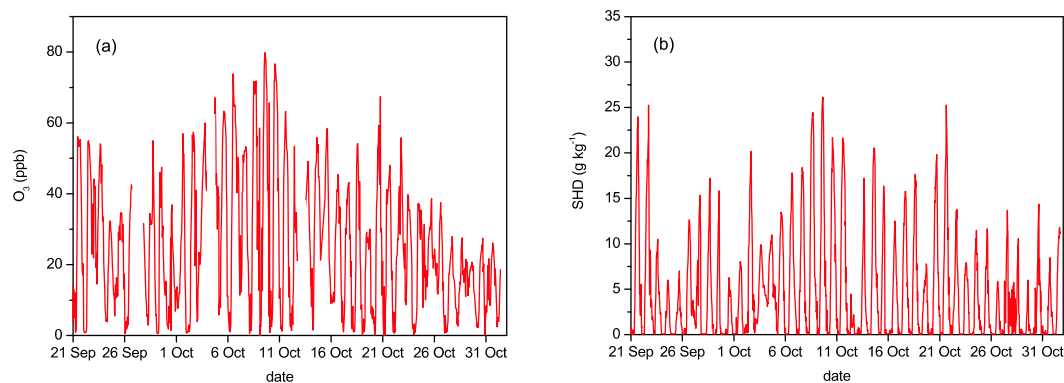 (a)
80
60
40
20
0
O₃ (ppb)
21 Sep 26 Sep 1 Oct 6 Oct 11 Oct 16 Oct 21 Oct 26 Oct 31 Oct
date
(b)
35
30
25
20
15
10
5
0
SHD (g kg⁻¹)
21 Sep 26 Sep 1 Oct 6 Oct 11 Oct 16 Oct 21 Oct 26 Oct 31 Oct
date